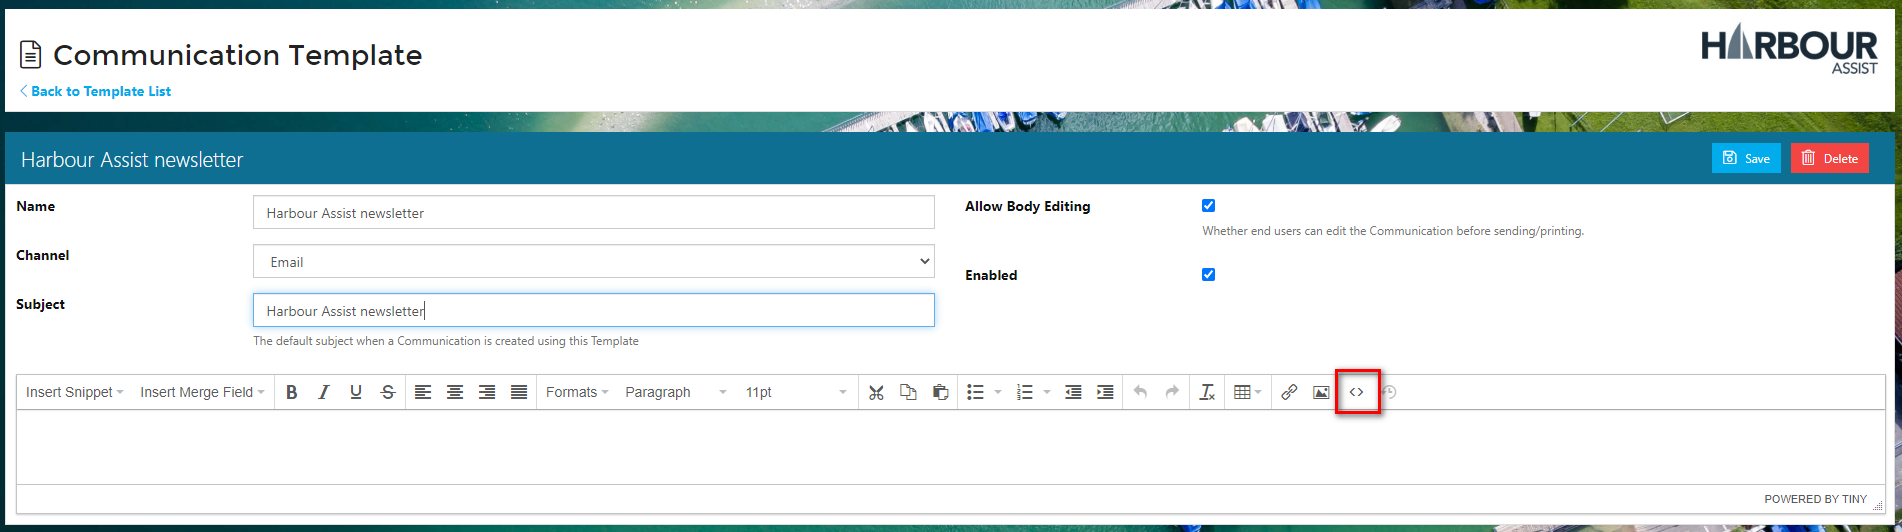 Communication Template
HARBOUR
ASSIST
Back to Template List
Harbour Assist newsletter
Save
Delete
Name
Harbour Assist newsletter
Allow Body Editing
Whether end users can edit the Communication before sending/printing.
Channel
Email
Enabled
Subject
Harbour Assist newsletter
The default subject when a Communication is created using this Template
Insert Snippet Insert Merge Field B I U S Formats Paragraph 11pt
POWERED BY TINY